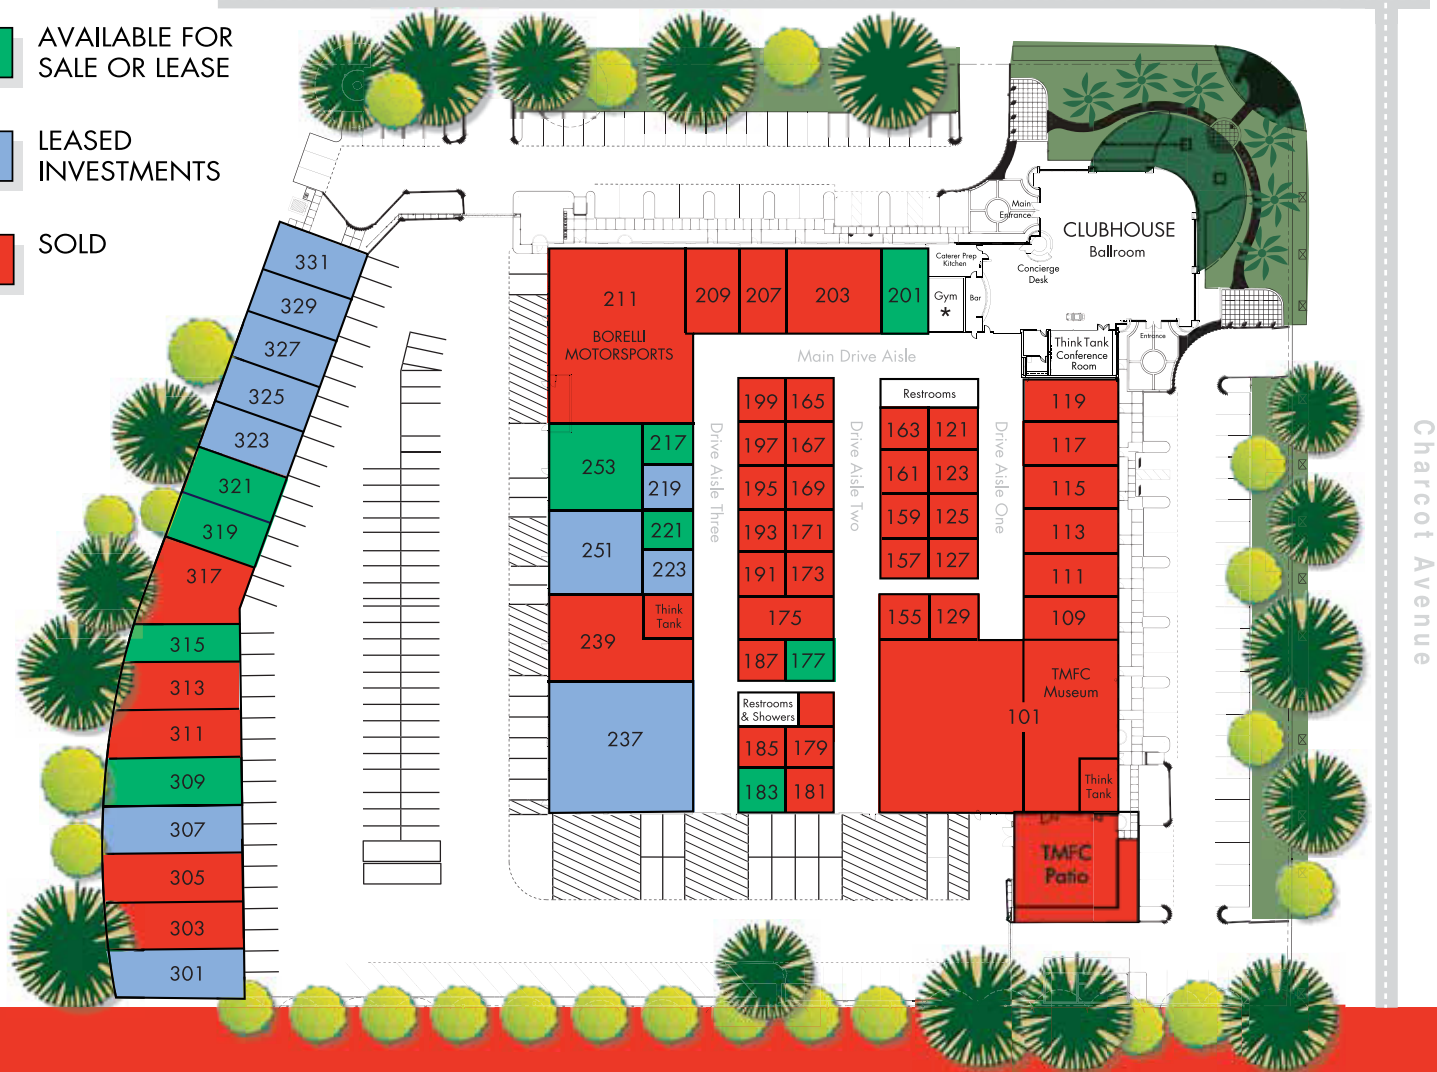 AVAILABLE FOR
SALE OR LEASE
LEASED
INVESTMENTS
SOLD
Main
Entrance
CLUBHOUSE
Ballroom
Caterer Prep
Kitchen
Concierge
Desk
Gym
*
Bar
Think Tank
Conference
Room
Entrance
331
329
327
325
323
321
319
317
315
313
311
309
307
305
303
301
211
BORELLI
MOTORSPORTS
209
207
203
201
Main Drive Aisle
253
217
219
251
221
223
239
Think
Tank
237
Drive Aisle Three
199
165
197
167
195
169
193
171
191
173
175
187
177
Restrooms
& Showers
185
179
183
181
Drive Aisle Two
Restrooms
163
121
161
123
159
125
157
127
155
129
Drive Aisle One
119
117
115
113
111
109
TMFC
Museum
101
Think
Tank
TMFC
Patio
Charcot Avenue